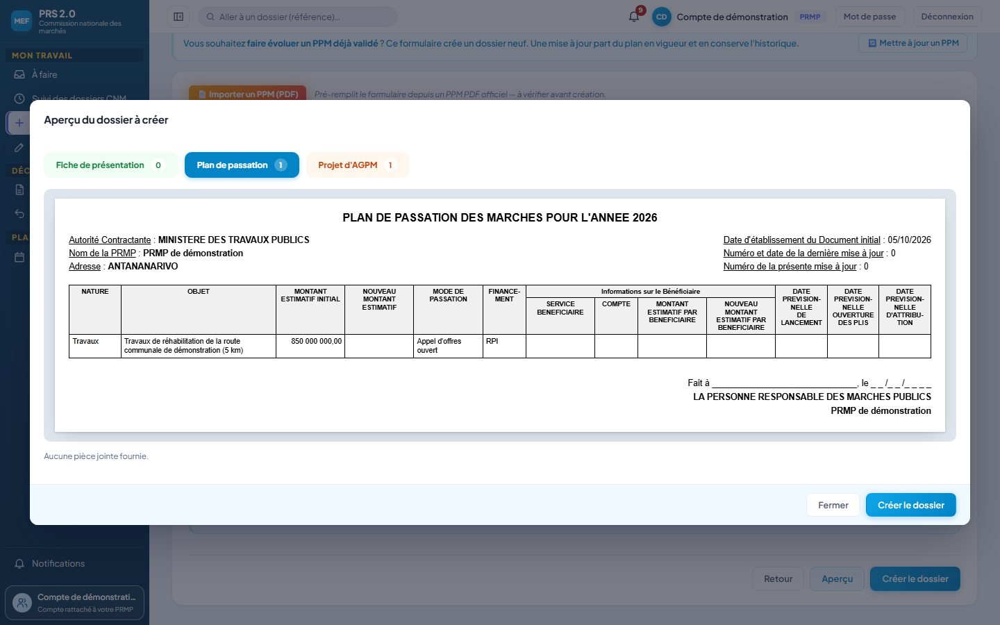 MEF
PRS 2.0
Commission nationale des
marchés
Aller à un dossier (référence)...
9
CD
Compte de démonstration
PRMP
Mot de passe
Déconnexion
MON TRAVAIL
À faire
Suivi des dossiers CNM
Vous souhaitez faire évoluer un PPM déjà validé ? Ce formulaire crée un dossier neuf. Une mise à jour part du plan en vigueur et en conserve l'historique.
Mettre à jour un PPM
Importer un PPM (PDF)
Pré-remplit le formulaire depuis un PPM PDF officiel — à vérifier avant création.
DÉC
PLA
Aperçu du dossier à créer
Fiche de présentation 0
Plan de passation 1
Projet d'AGPM 1
PLAN DE PASSATION DES MARCHES POUR L'ANNEE 2026
Autorité Contractante : MINISTERE DES TRAVAUX PUBLICS
Nom de la PRMP : PRMP de démonstration
Adresse : ANTANANARIVO
Date d'établissement du Document initial : 05/10/2026
Numéro et date de la dernière mise à jour : 0
Numéro de la présente mise à jour : 0
NATURE
OBJET
MONTANT
ESTIMATIF INITIAL
NOUVEAU
MONTANT
ESTIMATIF
MODE DE
PASSATION
FINANCE-
MENT
Informations sur le Bénéficiaire
SERVICE
BENEFICIAIRE
COMPTE
MONTANT
ESTIMATIF PAR
BENEFICIAIRE
NOUVEAU
MONTANT
ESTIMATIF PAR
BENEFICIAIRE
DATE
PREVISION-
NELLE
DE
LANCEMENT
DATE
PREVISION-
NELLE
OUVERTURE
DES PLIS
DATE
PREVISION-
NELLE
D'ATTRIBU-
TION
Travaux
Travaux de réhabilitation de la route
communale de démonstration (5 km)
850 000 000,00
Appel d'offres
ouvert
RPI
Fait à ______________________________, le _ _ /_ _ /_ _ _ _
LA PERSONNE RESPONSABLE DES MARCHES PUBLICS
PRMP de démonstration
Aucune pièce jointe fournie.
Fermer
Créer le dossier
Retour
Aperçu
Créer le dossier
Notifications
Compte de démonstrati...
Compte rattaché à votre PRMP